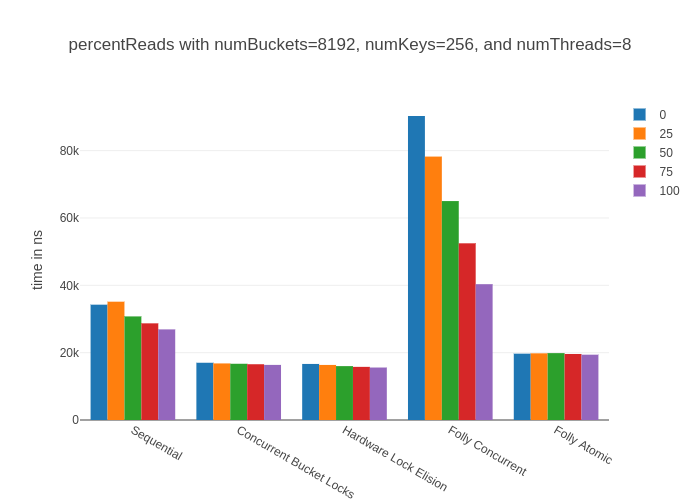 percentReads with numBuckets=8192, numKeys=256, and numThreads=8
0
25
50
75
100
80k
60k
40k
20k
0
time in ns
Sequential
Concurrent Bucket Locks
Hardware Lock Elision
Folly Concurrent
Folly Atomic